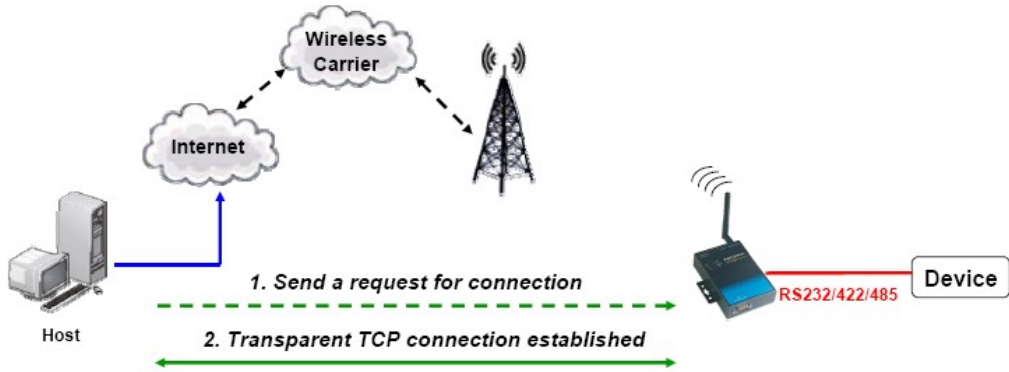 Wireless
Carrier
Internet
1. Send a request for connection
Device
RS232/422/485
Host
2. Transparent TCP connection established